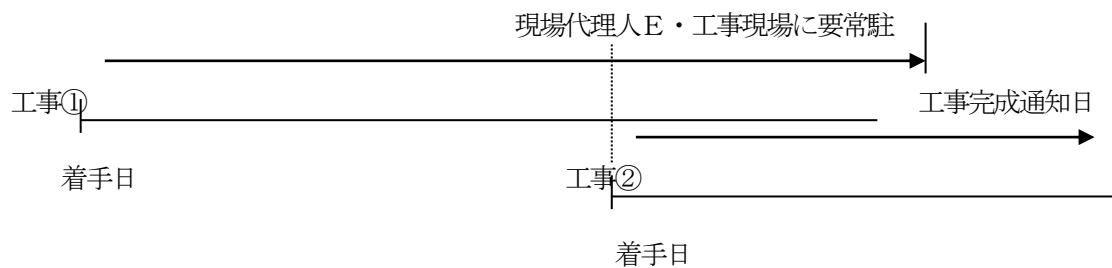 現場代理人E・工事現場に要常駐
工事①
工事完成通知日
着手日
工事②
着手日